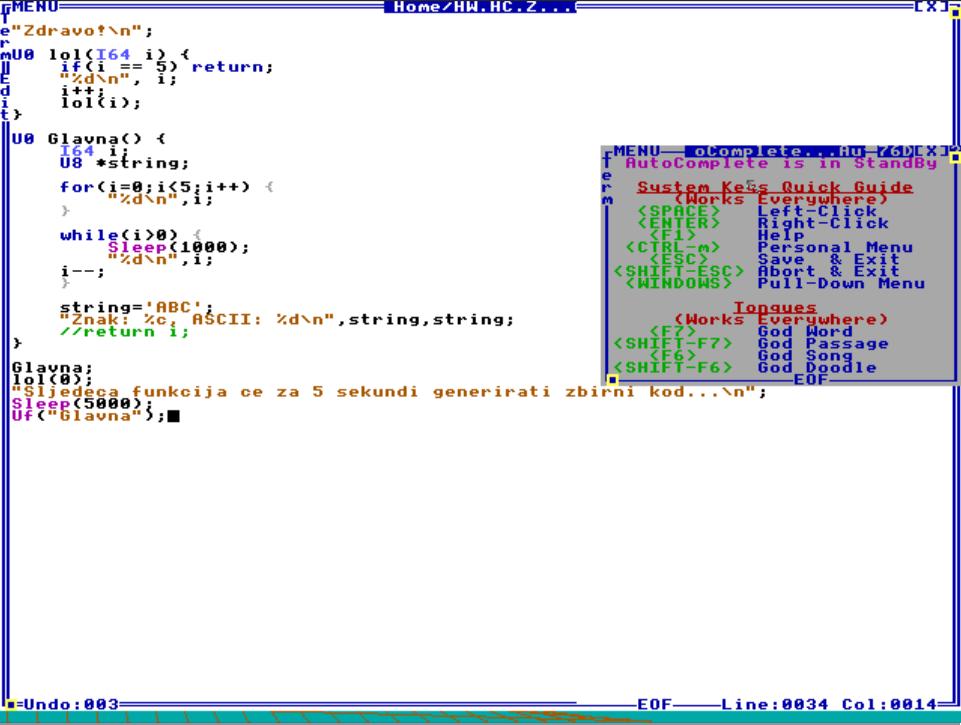 MENU Home/HW.HC.Z... [X]
Term Edit
"Zdravo!\n";
U0 lol(I64 i) {
if(i == 5) return;
"%d\n", i;
i++;
lol(i);
}
U0 Glavna() {
I64 i;
U8 *string;
for(i=0;i<5;i++) {
"%d\n",i;
}
while(i>0) {
Sleep(1000);
"%d\n",i;
i--;
}
string='ABC';
"Znak: %c, ASCII: %d\n",string,string;
//return i;
}
Glavna;
lol(0);
"Sljedeca funkcija ce za 5 sekundi generirati zbirni kod...\n";
Sleep(5000);
Uf("Glavna");
MENU oComplete...Au 76D[X]
Term
AutoComplete is in StandBy
System Keys Quick Guide
(Works Everywhere)
<SPACE> Left-Click
<ENTER> Right-Click
<F1> Help
<CTRL-m> Personal Menu
<ESC> Save & Exit
<SHIFT-ESC> Abort & Exit
<WINDOWS> Pull-Down Menu
Tongues
(Works Everywhere)
<F7> God Word
<SHIFT-F7> God Passage
<F6> God Song
<SHIFT-F6> God Doodle
EOF
Undo:003 EOF Line:0034 Col:0014